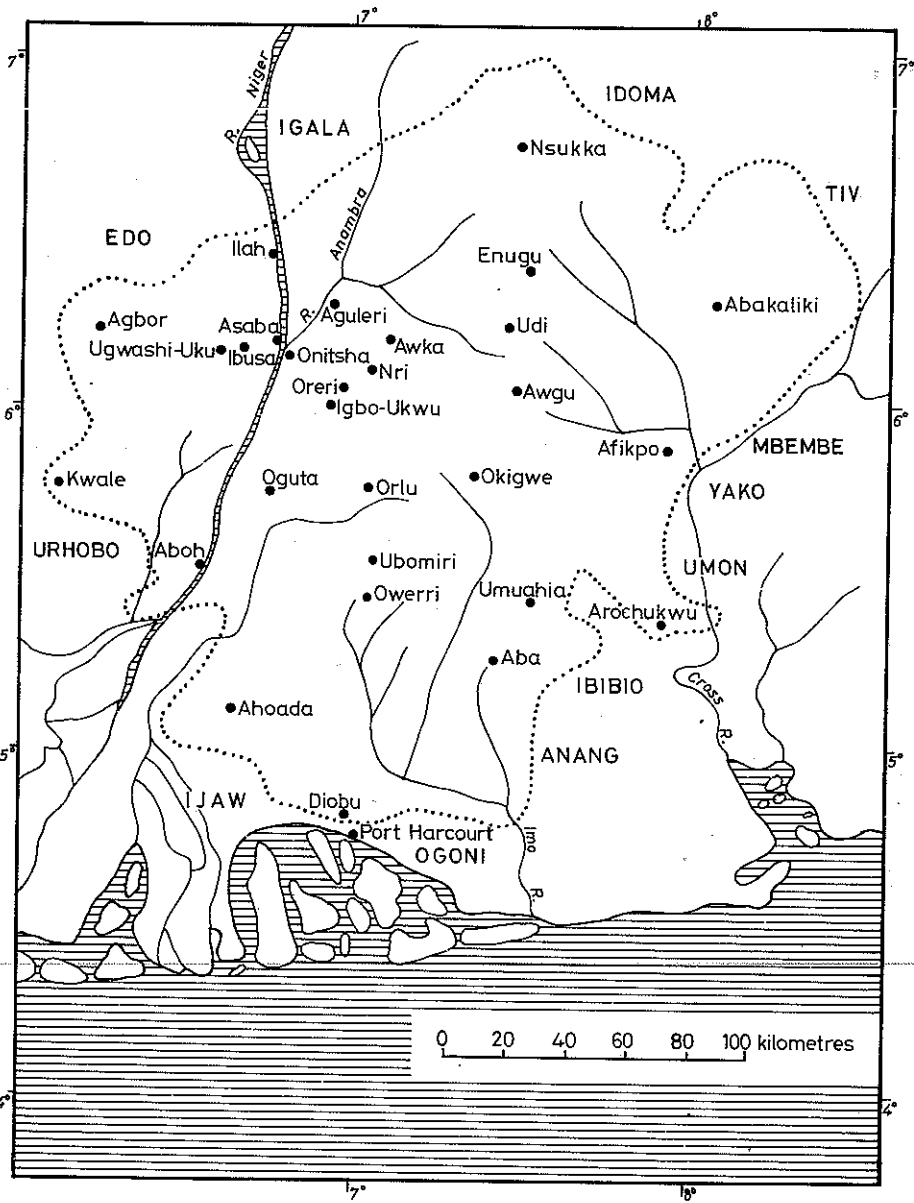 7° 8°
7° 7°
R. Niger
IDOMA
IGALA
Nsukka
TIV
Anambra R.
EDO
Ilah
Enugu
Aguleri
Abakaliki
Agbor
Asaba
Udi
Ugwashi-Uku
Ibusa
Onitsha
Awka
Nri
Oreri
Awgu
Igbo-Ukwu
6° 6°
Afikpo
MBEMBE
Kwale
Oguta
Orlu
Okigwe
YAKO
URHOBO
Aboh
Ubomiri
UMON
Owerri
Umuahia
Arochukwu
Aba
IBIBIO
Cross R.
Ahoada
5° 5°
ANANG
IJAW
Diobu
Port Harcourt
OGONI
Imo R.
0 20 40 60 80 100 kilometres
4° 4°
7° 8°